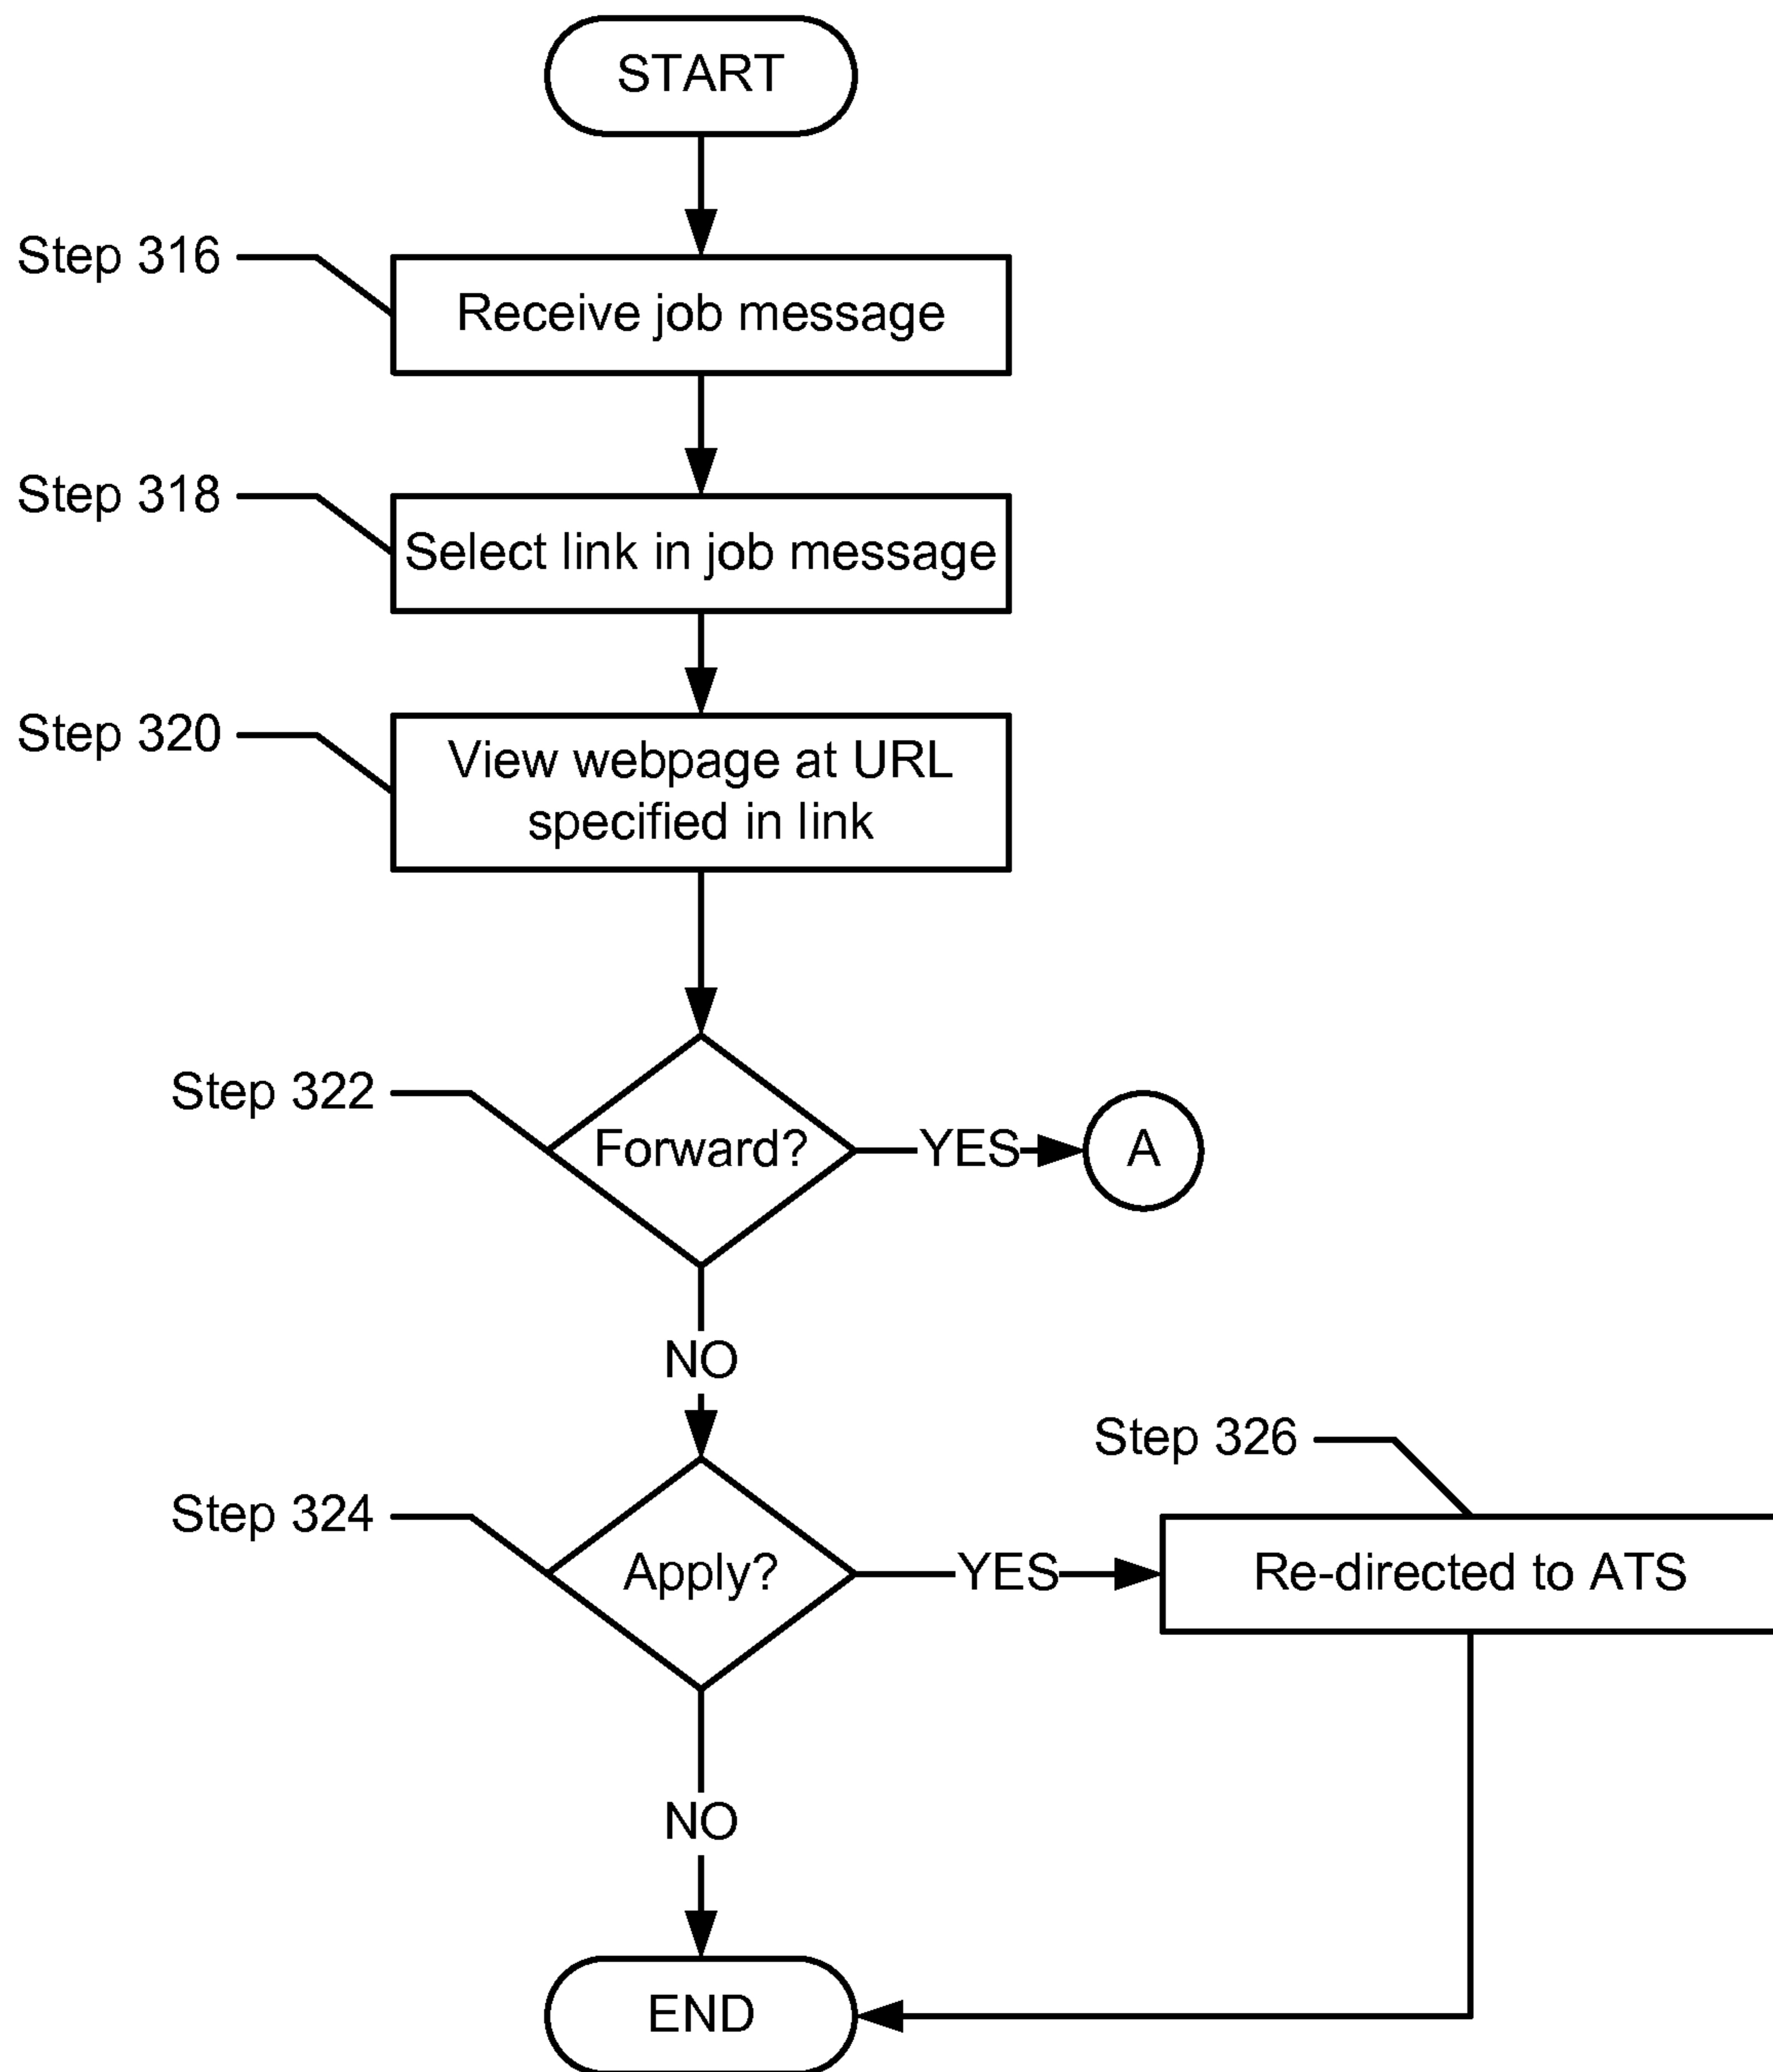 START
Step 316
Receive job message
Step 318
Select link in job message
Step 320
View webpage at URL
specified in link
Step 322
Forward?
YES
A
NO
Step 326
Step 324
Apply?
YES
Re-directed to ATS
NO
END